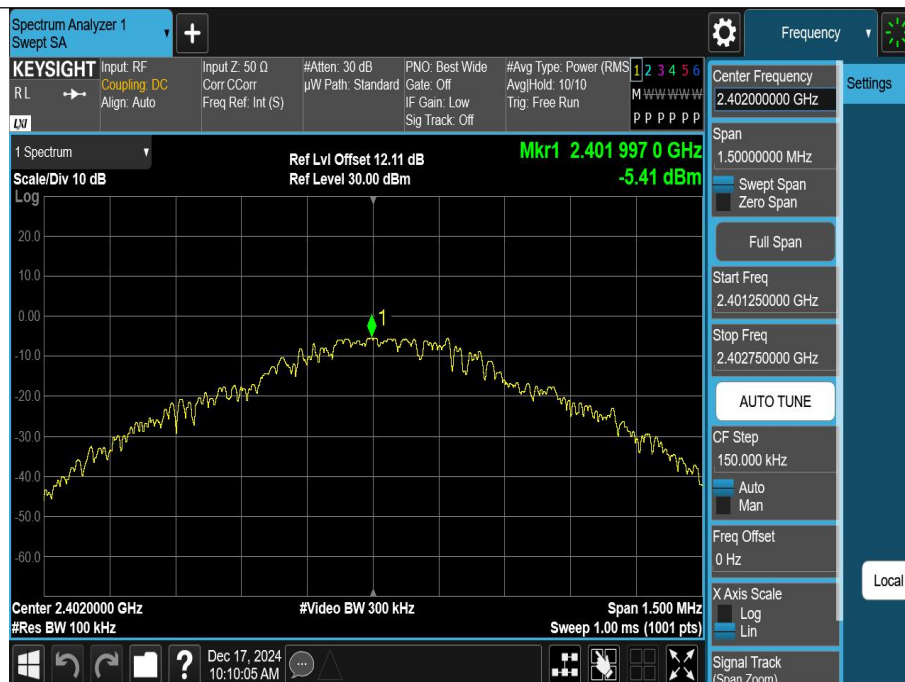 Spectrum Analyzer 1
Swept SA
+
Frequency
KEYSIGHT
RL
LXI
Input: RF
Coupling: DC
Align: Auto
Input Z: 50 Ω
Corr CCorr
Freq Ref: Int (S)
#Atten: 30 dB
µW Path: Standard
PNO: Best Wide
Gate: Off
IF Gain: Low
Sig Track: Off
#Avg Type: Power (RMS
Avg|Hold: 10/10
Trig: Free Run
1 2 3 4 5 6
M W W W W W
P P P P P P
1 Spectrum
Scale/Div 10 dB
Log
Ref Lvl Offset 12.11 dB
Ref Level 30.00 dBm
Mkr1 2.401 997 0 GHz
-5.41 dBm
20.0
10.0
0.00
-10.0
-20.0
-30.0
-40.0
-50.0
-60.0
1
Center 2.4020000 GHz
#Res BW 100 kHz
#Video BW 300 kHz
Span 1.500 MHz
Sweep 1.00 ms (1001 pts)
?
Dec 17, 2024
10:10:05 AM
Center Frequency
2.402000000 GHz
Span
1.50000000 MHz
Swept Span
Zero Span
Full Span
Start Freq
2.401250000 GHz
Stop Freq
2.402750000 GHz
AUTO TUNE
CF Step
150.000 kHz
Auto
Man
Freq Offset
0 Hz
X Axis Scale
Log
Lin
Signal Track
(Span Zoom)
Settings
Local